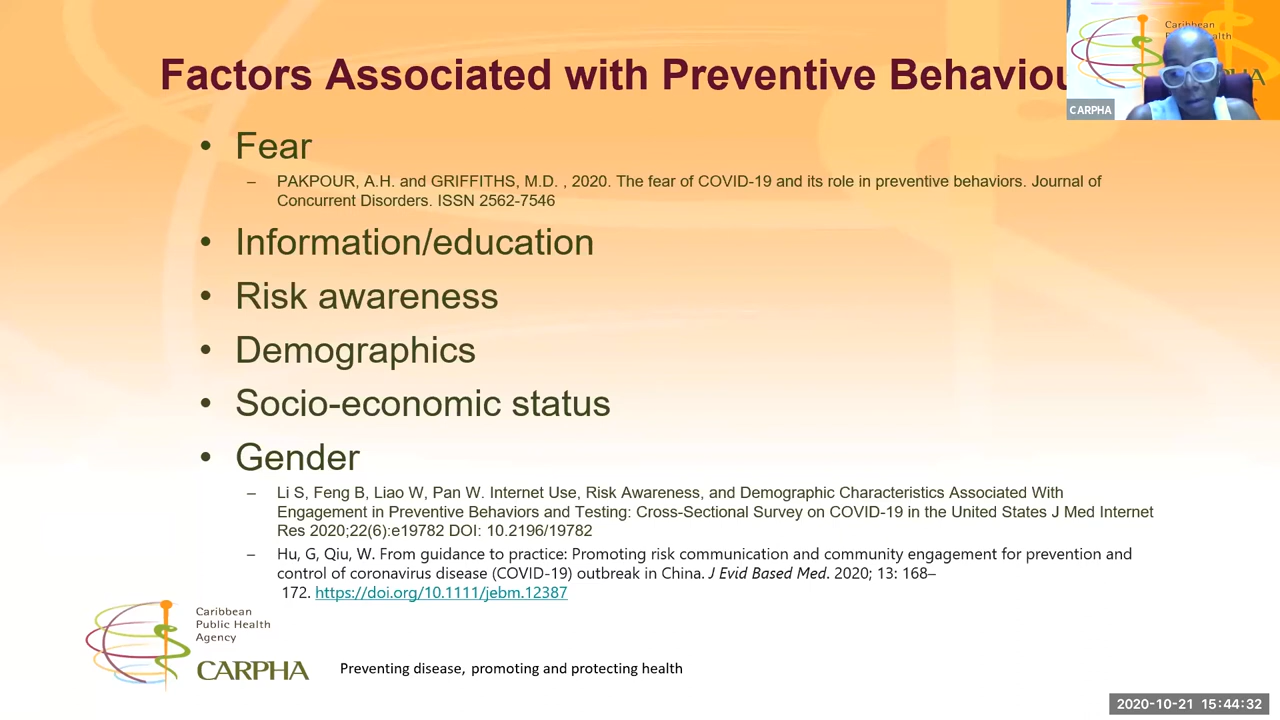 Factors Associated with Preventive Behaviou
• Fear
– PAKPOUR, A.H. and GRIFFITHS, M.D. , 2020. The fear of COVID-19 and its role in preventive behaviors. Journal of
Concurrent Disorders. ISSN 2562-7546
• Information/education
• Risk awareness
• Demographics
• Socio-economic status
• Gender
– Li S, Feng B, Liao W, Pan W. Internet Use, Risk Awareness, and Demographic Characteristics Associated With
Engagement in Preventive Behaviors and Testing: Cross-Sectional Survey on COVID-19 in the United States J Med Internet
Res 2020;22(6):e19782 DOI: 10.2196/19782
– Hu, G, Qiu, W. From guidance to practice: Promoting risk communication and community engagement for prevention and
control of coronavirus disease (COVID-19) outbreak in China. J Evid Based Med. 2020; 13: 168–
172. https://doi.org/10.1111/jebm.12387
Caribbean
Public Health
Agency
CARPHA
Preventing disease, promoting and protecting health
Caribbean
CARPHA
2020-10-21 15:44:32